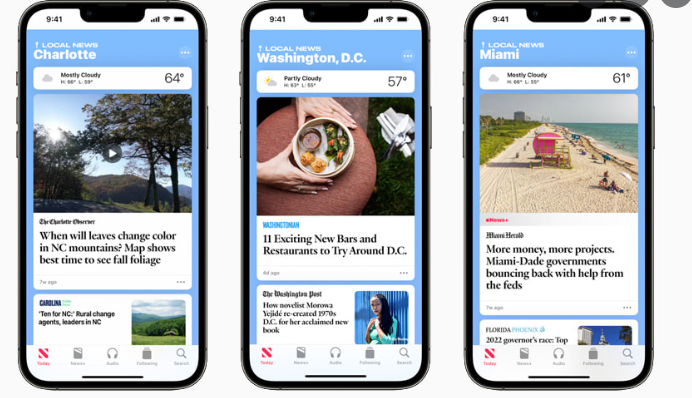 9:41
LOCAL NEWS
Charlotte
Mostly Cloudy
H: 66° L: 59°
64°
The Charlotte Observer
When will leaves change color
in NC mountains? Map shows
best time to see fall foliage
7w ago
CAROLINA
'Ten for NC:' Rural change
agents, leaders in NC
Today
News+
Audio
Following
Search
9:41
LOCAL NEWS
Washington, D.C.
Partly Cloudy
H: 63° L: 55°
57°
WASHINGTONIAN
11 Exciting New Bars and
Restaurants to Try Around D.C.
4d ago
The Washington Post
How novelist Morowa
Yejidé re-created 1970s
D.C. for her acclaimed new
book
Today
News+
Audio
Following
Search
9:41
LOCAL NEWS
Miami
Mostly Cloudy
H: 66° L: 55°
61°
News+
Miami Herald
More money, more projects.
Miami-Dade governments
bouncing back with help from
the feds
7w ago
FLORIDA PHOENIX
2022 governor's race: Top
Today
News+
Audio
Following
Search